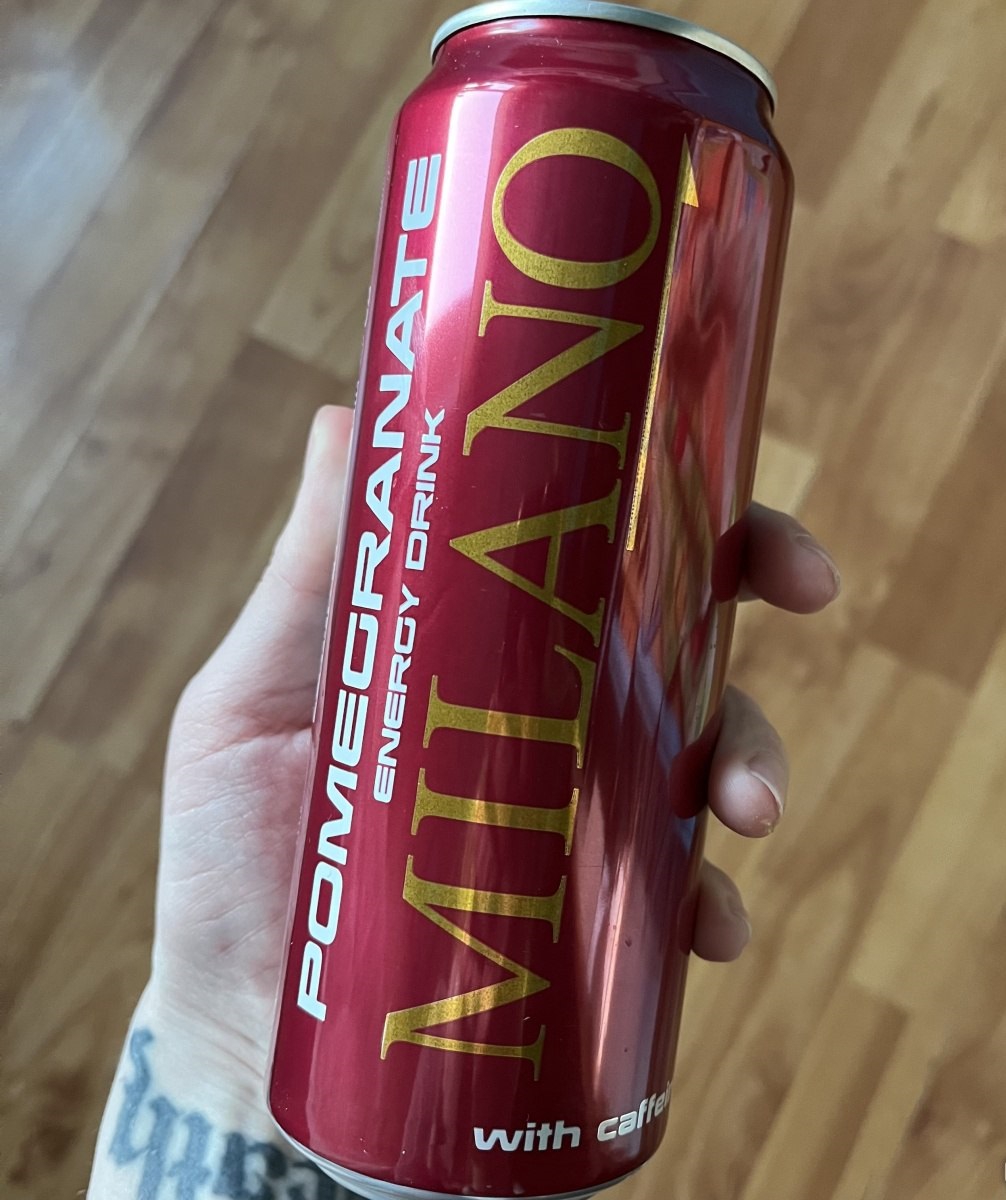 POMEGRANATE
ENERGY DRINK
MILANO
with